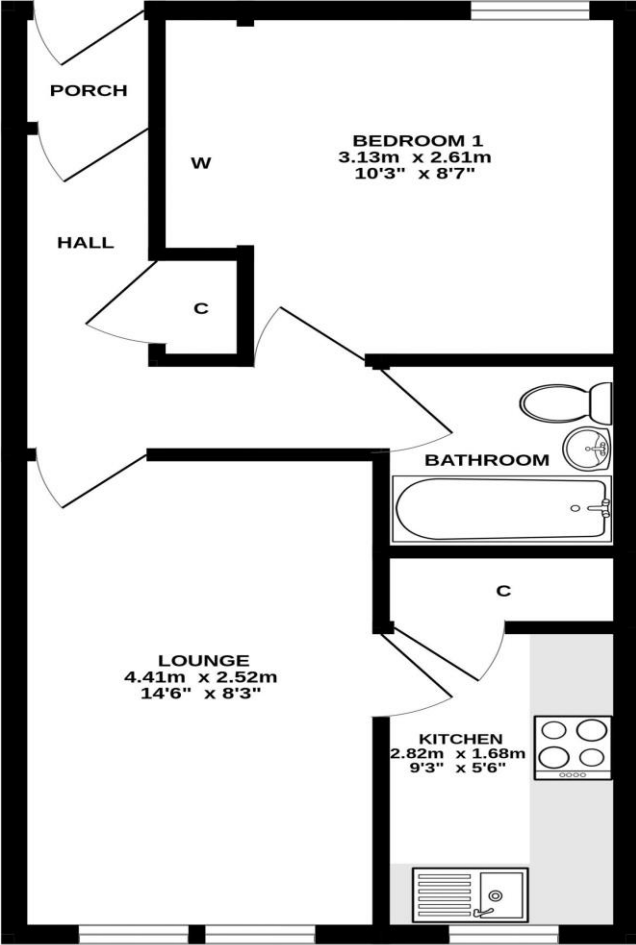 PORCH
BEDROOM 1
3.13m x 2.61m
10'3" x 8'7"
W
HALL
C
BATHROOM
C
LOUNGE
4.41m x 2.52m
14'6" x 8'3"
KITCHEN
2.82m x 1.68m
9'3" x 5'6"